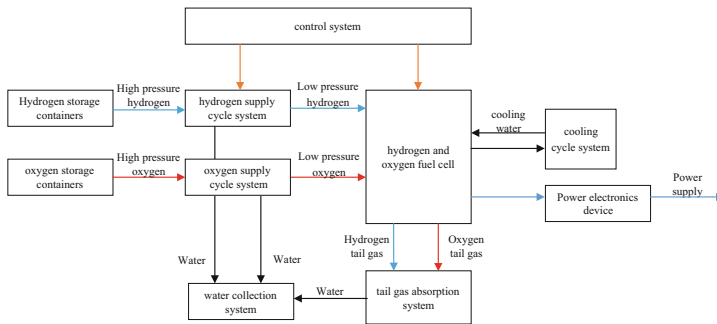 control system
High pressure
hydrogen
Low pressure
hydrogen
Hydrogen storage
containers
hydrogen supply
cycle system
cooling
water
cooling
cycle system
hydrogen and
oxygen fuel cell
High pressure
oxygen
Low pressure
oxygen
oxygen storage
containers
oxygen supply
cycle system
Power electronics
device
Power
supply
Hydrogen
tail gas
Oxygen
tail gas
Water
Water
water collection
system
Water
tail gas absorption
system